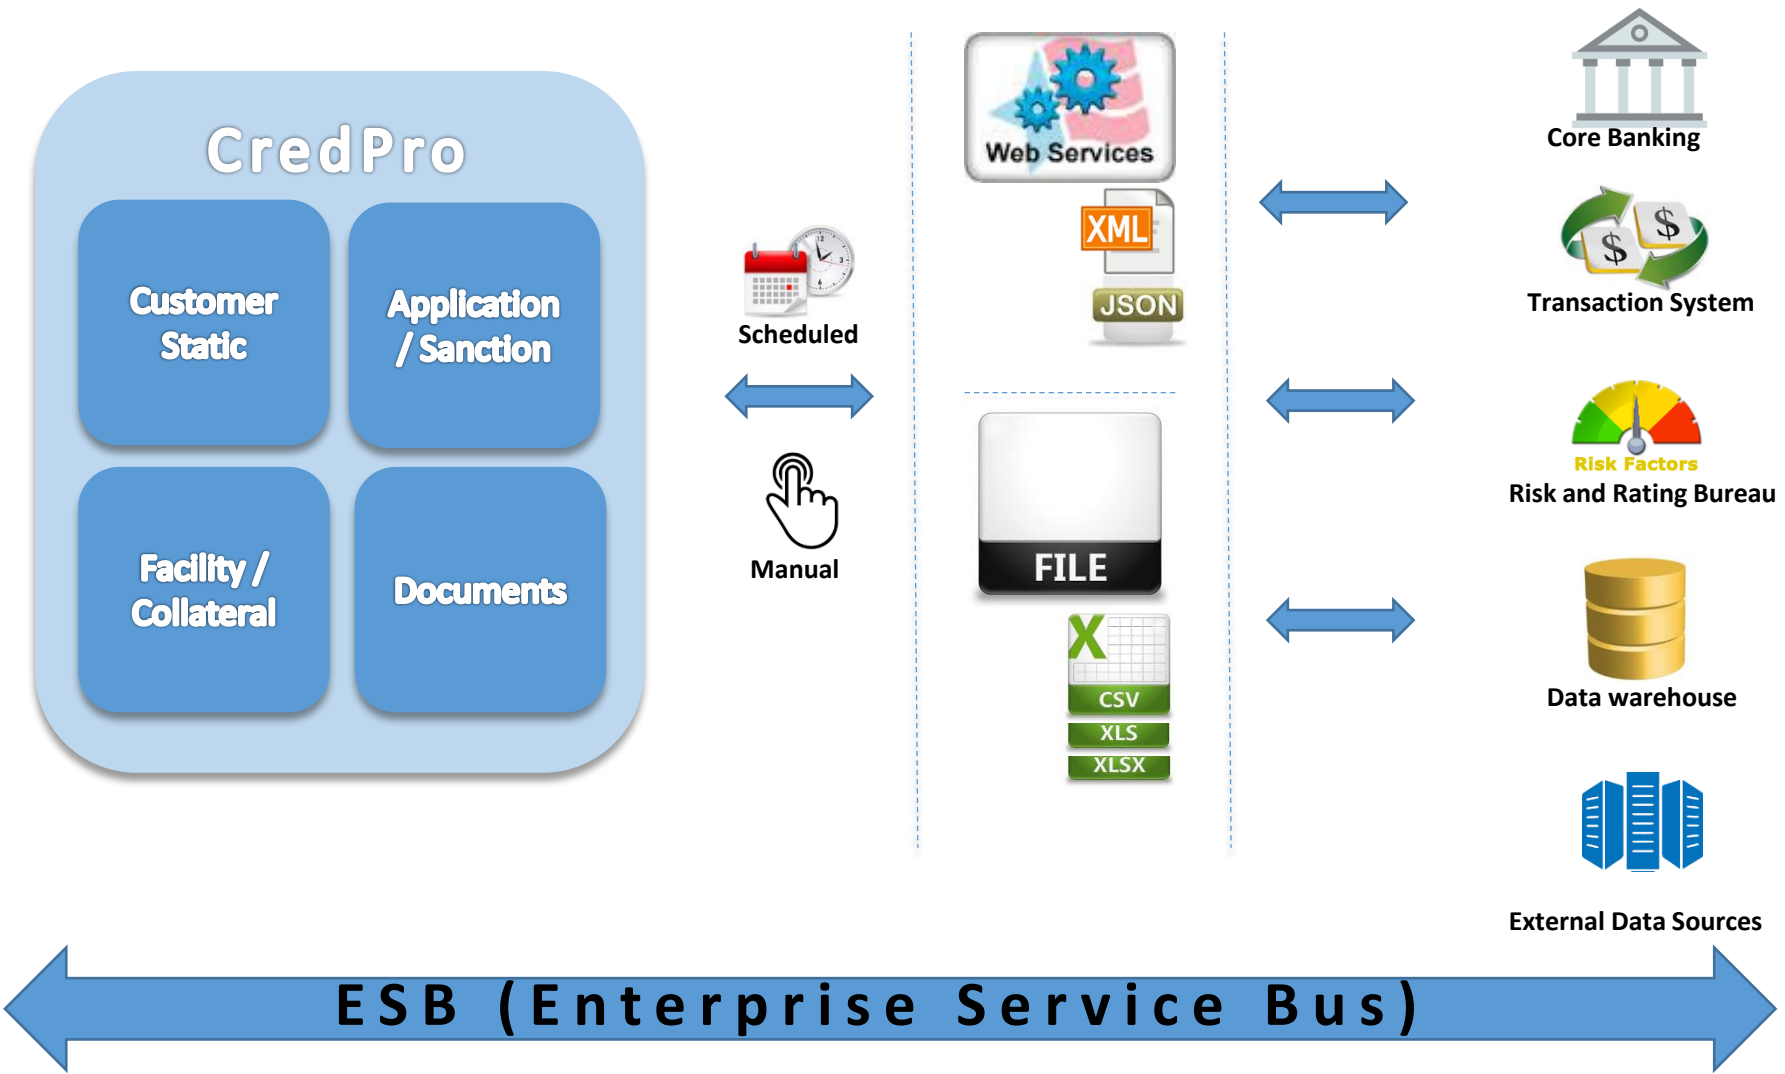 CredPro
Customer
Static
Application
/ Sanction
Facility /
Collateral
Documents
Scheduled
Manual
Web Services
XML
JSON
FILE
X
CSV
XLS
XLSX
Core Banking
$ $
Transaction System
Risk Factors
Risk and Rating Bureau
Data warehouse
External Data Sources
ESB (Enterprise Service Bus)